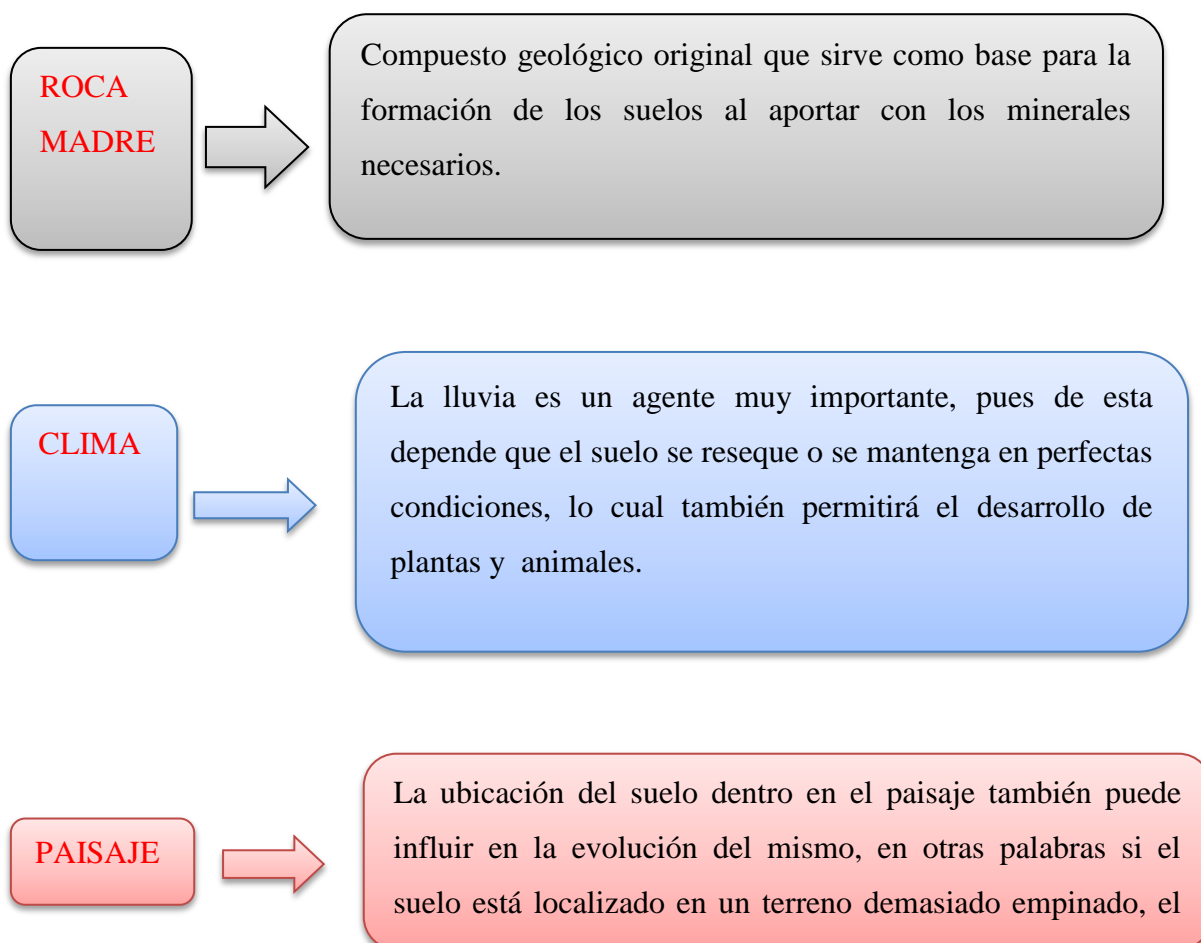 ROCA
MADRE
Compuesto geológico original que sirve como base para la
formación de los suelos al aportar con los minerales
necesarios.
CLIMA
La lluvia es un agente muy importante, pues de esta
depende que el suelo se reseque o se mantenga en perfectas
condiciones, lo cual también permitirá el desarrollo de
plantas y  animales.
PAISAJE
La ubicación del suelo dentro en el paisaje también puede
influir en la evolución del mismo, en otras palabras si el
suelo está localizado en un terreno demasiado empinado, el